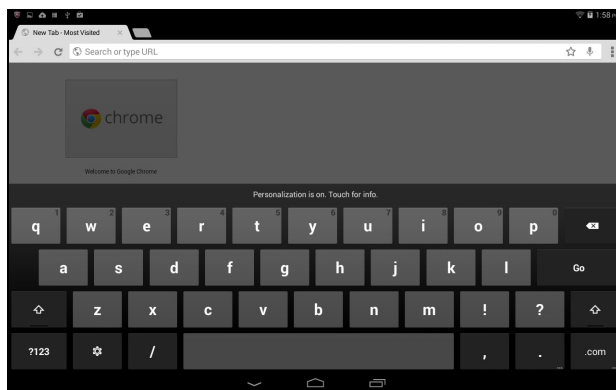 1:58
New Tab - Most Visited
Search or type URL
chrome
Welcome to Google Chrome
Personalization is on. Touch for info.
1 2 3 4 5 6 7 8 9 0
q w e r t y u i o p
a s d f g h j k l Go
z x c v b n m ! ?
?123 / , . .com